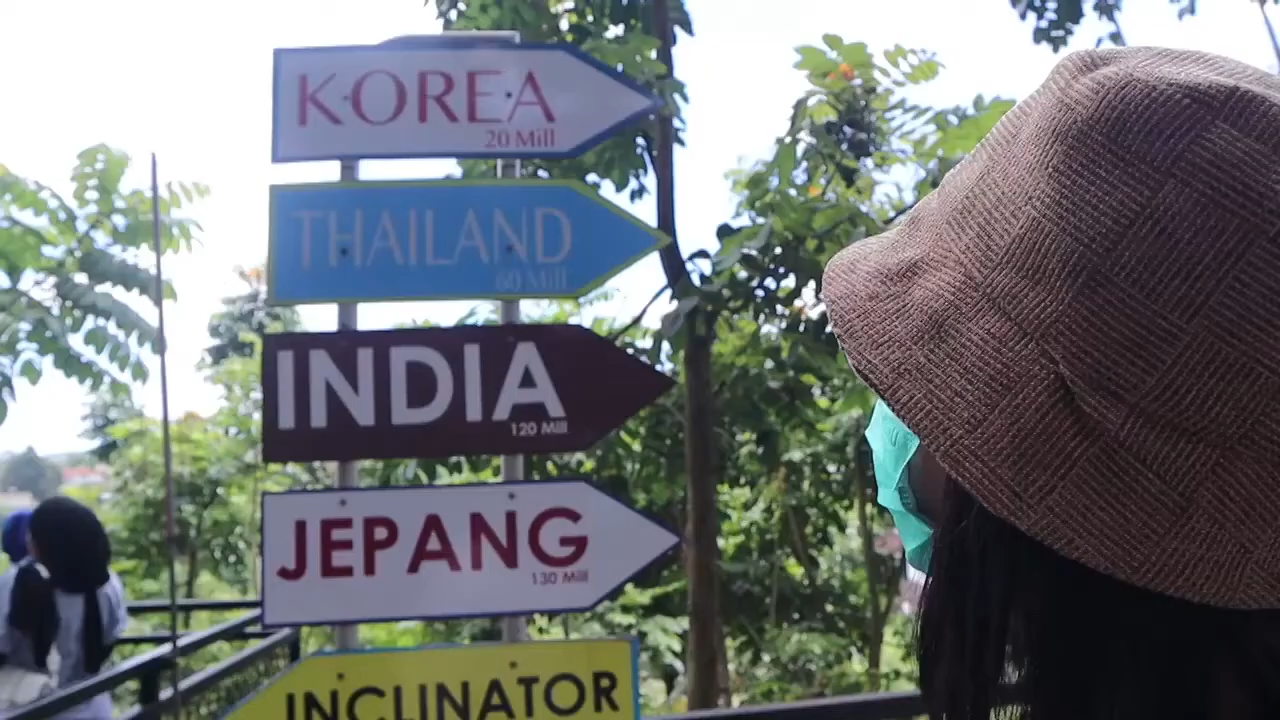 KOREA
20 Mill
THAILAND
60 Mill
INDIA
120 Mill
JEPANG
130 Mill
INCLINATOR